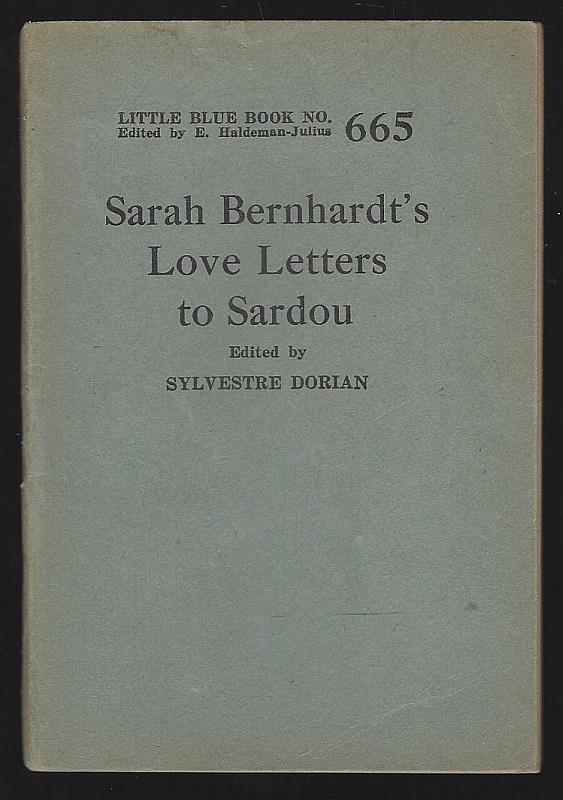 LITTLE BLUE BOOK NO. 665
Edited by E. Haldeman-Julius
Sarah Bernhardt's
Love Letters
to Sardou
Edited by
SYLVESTRE DORIAN